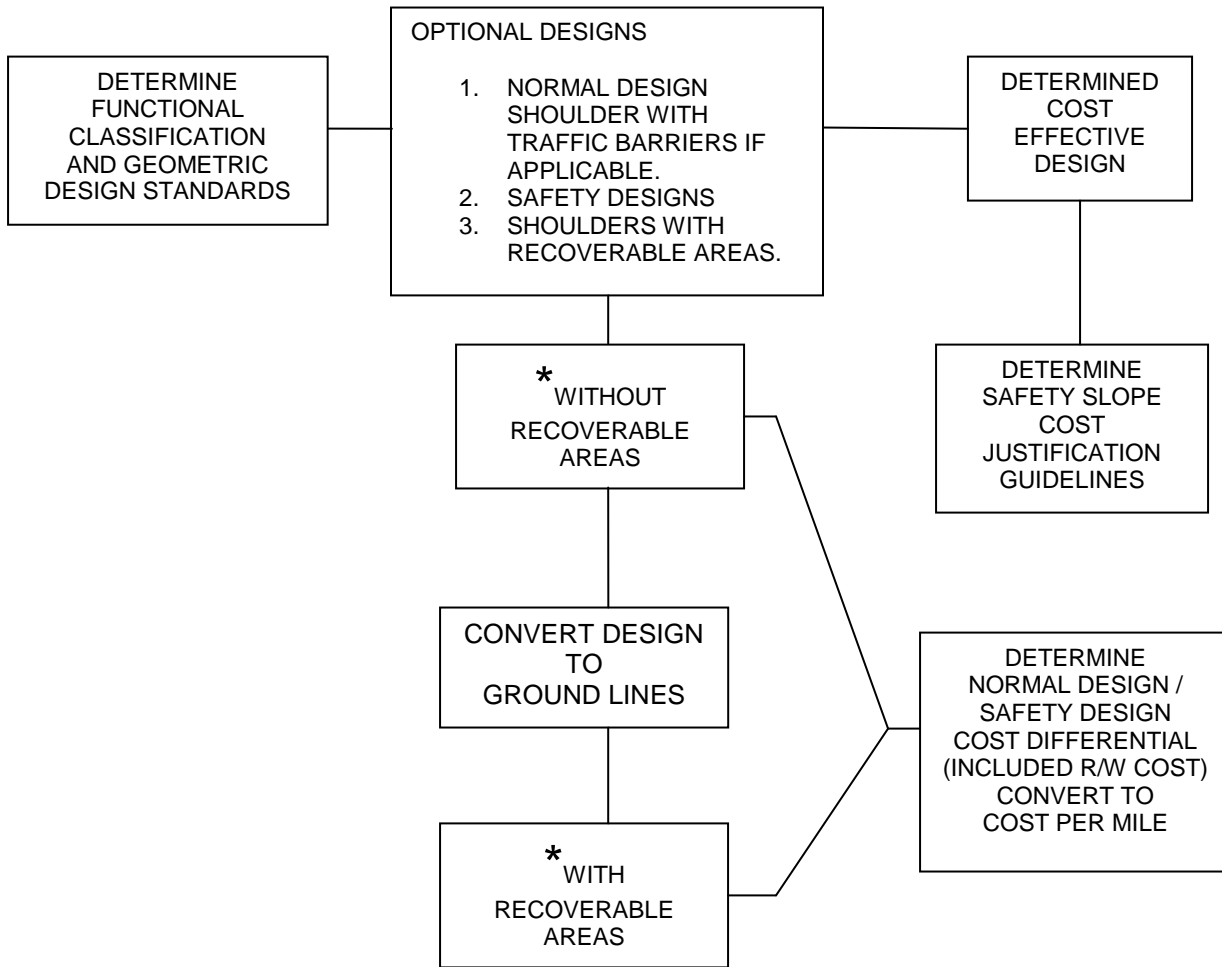 DETERMINE
FUNCTIONAL
CLASSIFICATION
AND GEOMETRIC
DESIGN STANDARDS
OPTIONAL DESIGNS
1. NORMAL DESIGN
SHOULDER WITH
TRAFFIC BARRIERS IF
APPLICABLE.
2. SAFETY DESIGNS
3. SHOULDERS WITH
RECOVERABLE AREAS.
DETERMINED
COST
EFFECTIVE
DESIGN
*WITHOUT
RECOVERABLE
AREAS
DETERMINE
SAFETY SLOPE
COST
JUSTIFICATION
GUIDELINES
CONVERT DESIGN
TO
GROUND LINES
DETERMINE
NORMAL DESIGN /
SAFETY DESIGN
COST DIFFERENTIAL
(INCLUDED R/W COST)
CONVERT TO
COST PER MILE
*WITH
RECOVERABLE
AREAS